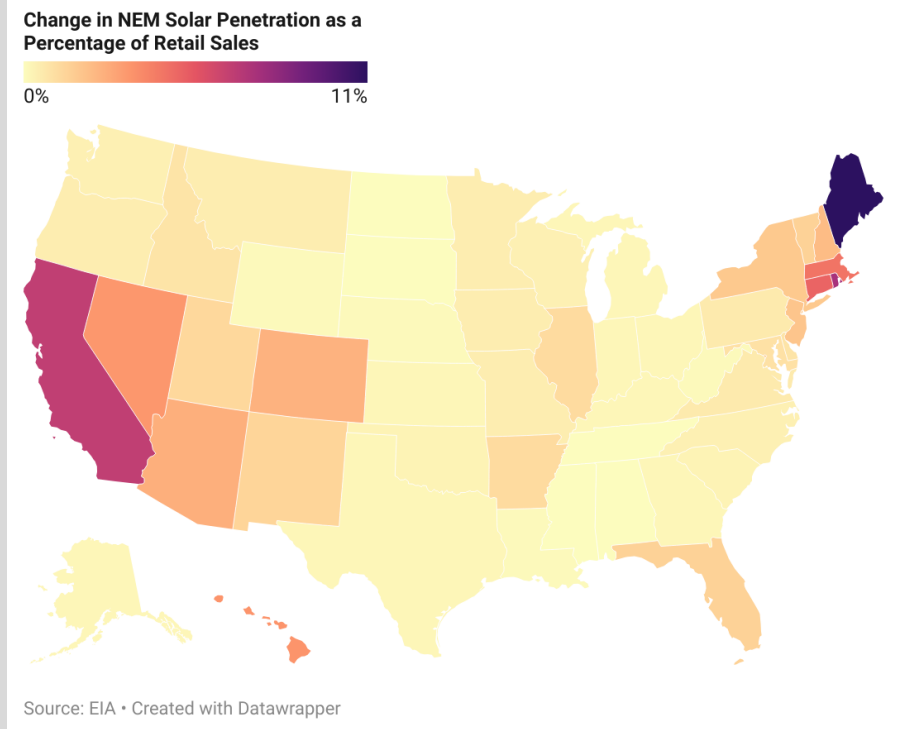 Change in NEM Solar Penetration as a
Percentage of Retail Sales
0% 11%
Source: EIA • Created with Datawrapper